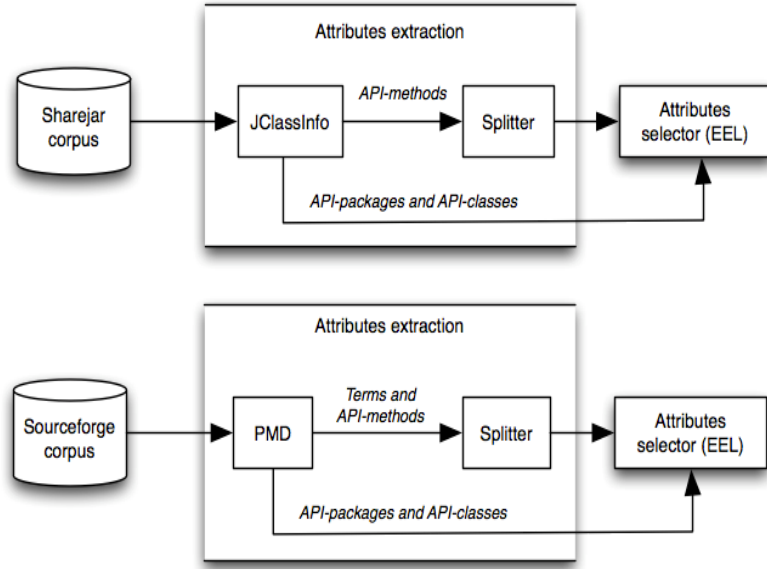 Attributes extraction
Sharejar
corpus
JClassInfo
API-methods
Splitter
Attributes
selector (EEL)
API-packages and API-classes
Attributes extraction
Sourceforge
corpus
PMD
Terms and
API-methods
Splitter
Attributes
selector (EEL)
API-packages and API-classes